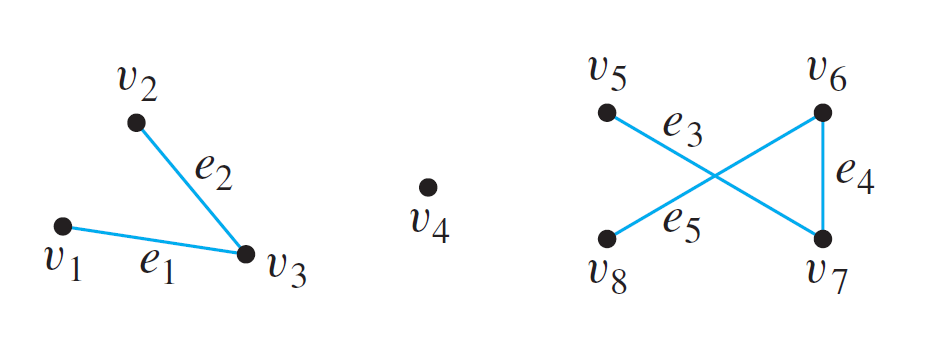 v₂
e₂
v₁
e₁
v₃
v₄
v₅
v₆
e₃
e₄
e₅
v₈
v₇